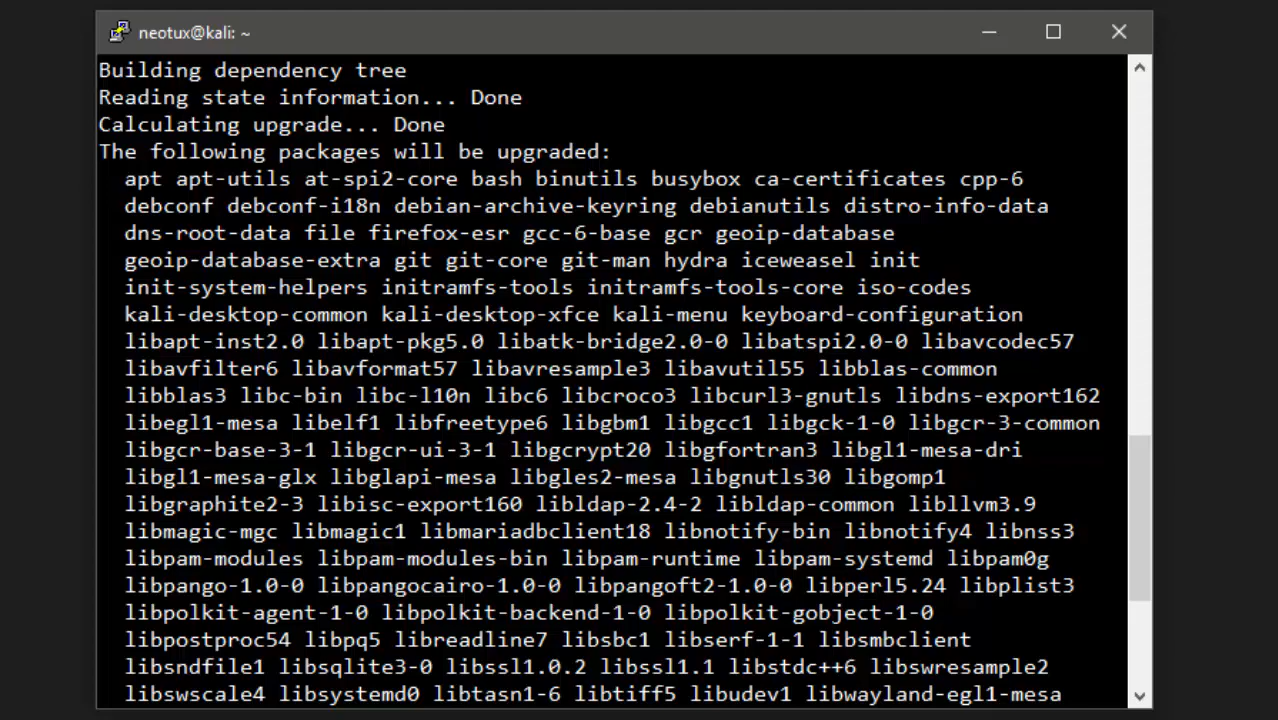 neotux@kali: ~
Building dependency tree
Reading state information... Done
Calculating upgrade... Done
The following packages will be upgraded:
apt apt-utils at-spi2-core bash binutils busybox ca-certificates cpp-6
debconf debconf-i18n debian-archive-keyring debianutils distro-info-data
dns-root-data file firefox-esr gcc-6-base gcr geoip-database
geoip-database-extra git git-core git-man hydra iceweasel init
init-system-helpers initramfs-tools initramfs-tools-core iso-codes
kali-desktop-common kali-desktop-xfce kali-menu keyboard-configuration
libapt-inst2.0 libapt-pkg5.0 libatk-bridge2.0-0 libatspi2.0-0 libavcodec57
libavfilter6 libavformat57 libavresample3 libavutil55 libblas-common
libblas3 libc-bin libc-l10n libc6 libcroco3 libcurl3-gnutls libdns-export162
libegl1-mesa libelf1 libfreetype6 libgbm1 libgcc1 libgck-1-0 libgcr-3-common
libgcr-base-3-1 libgcr-ui-3-1 libgcrypt20 libgfortran3 libgl1-mesa-dri
libgl1-mesa-glx libglapi-mesa libgles2-mesa libgnutls30 libgomp1
libgraphite2-3 libisc-export160 libldap-2.4-2 libldap-common libllvm3.9
libmagic-mgc libmagic1 libmariadbclient18 libnotify-bin libnotify4 libnss3
libpam-modules libpam-modules-bin libpam-runtime libpam-systemd libpam0g
libpango-1.0-0 libpangocairo-1.0-0 libpangoft2-1.0-0 libperl5.24 libplist3
libpolkit-agent-1-0 libpolkit-backend-1-0 libpolkit-gobject-1-0
libpostproc54 libpq5 libreadline7 libsbc1 libserf-1-1 libsmbclient
libsndfile1 libsqlite3-0 libssl1.0.2 libssl1.1 libstdc++6 libswresample2
libswscale4 libsystemd0 libtasn1-6 libtiff5 libudev1 libwayland-egl1-mesa